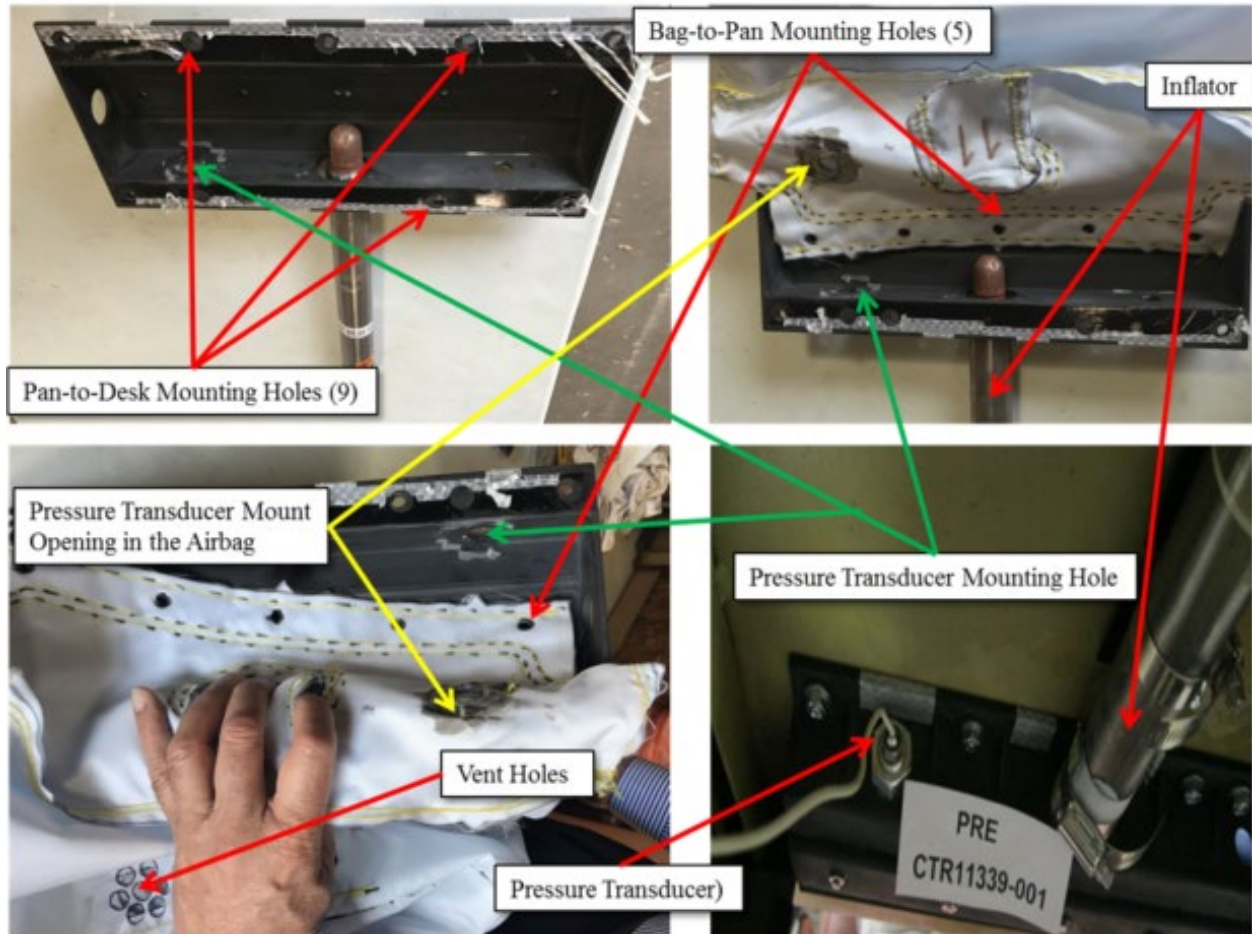 Bag-to-Pan Mounting Holes (5)
Inflator
Pan-to-Desk Mounting Holes (9)
Pressure Transducer Mount
Opening in the Airbag
Pressure Transducer Mounting Hole
Vent Holes
Pressure Transducer)
PRE
CTR11339-001